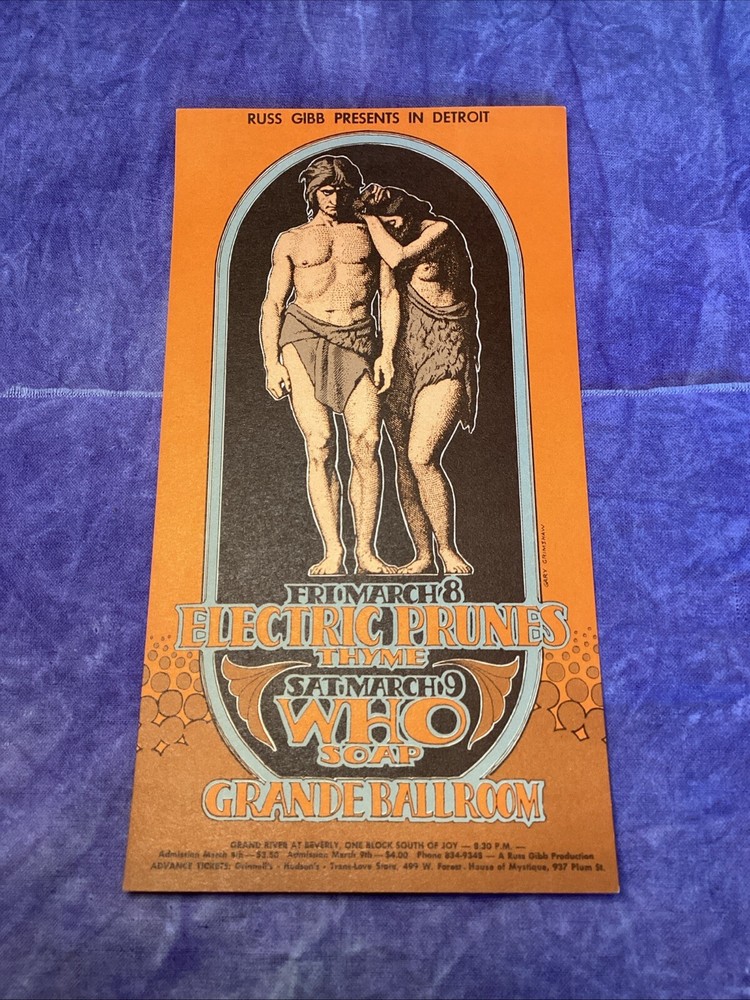 RUSS GIBB PRESENTS IN DETROIT
GARY GRIMSHAW
FRI·MARCH·8
ELECTRIC PRUNES
THYME
SAT·MARCH·9
WHO
SOAP
GRANDE BALLROOM
GRAND RIVER AT BEVERLY, ONE BLOCK SOUTH OF JOY — 8:30 P.M. —
Admission March 8th — $3.50 Admission March 9th — $4.00 Phone 834-9348 — A Russ Gibb Production
ADVANCE TICKETS: Grinnell's - Hudson's - Trans-Love Store, 499 W. Forest, House of Mystique, 937 Plum St.